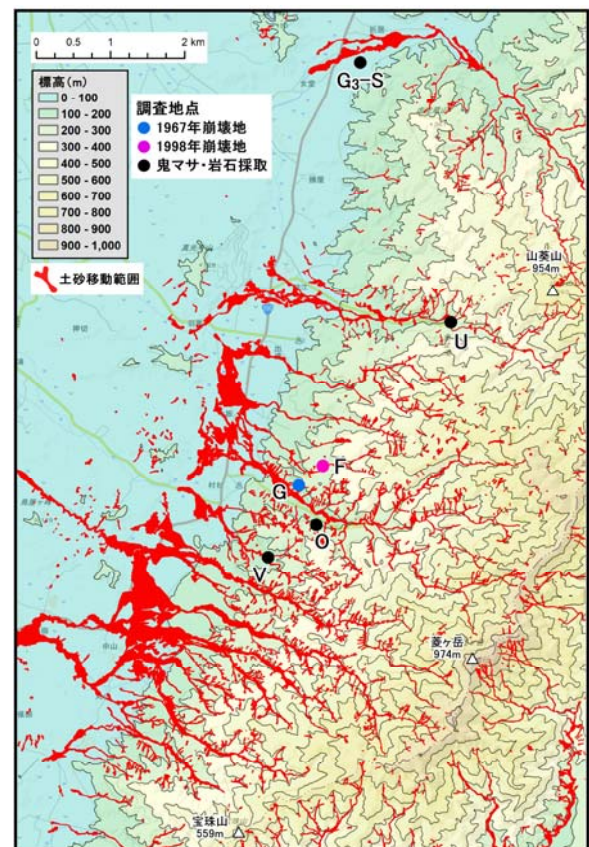 0 0.5 1 2 km
標高(m)
0 - 100
100 - 200
200 - 300
300 - 400
400 - 500
500 - 600
600 - 700
700 - 800
800 - 900
900 - 1,000
土砂移動範囲
調査地点
1967年崩壊地
1998年崩壊地
鬼マサ・岩石採取
G3-S
山葵山
954m
U
F
G
O
V
菱ヶ岳
974m
中山
宝珠山
559m